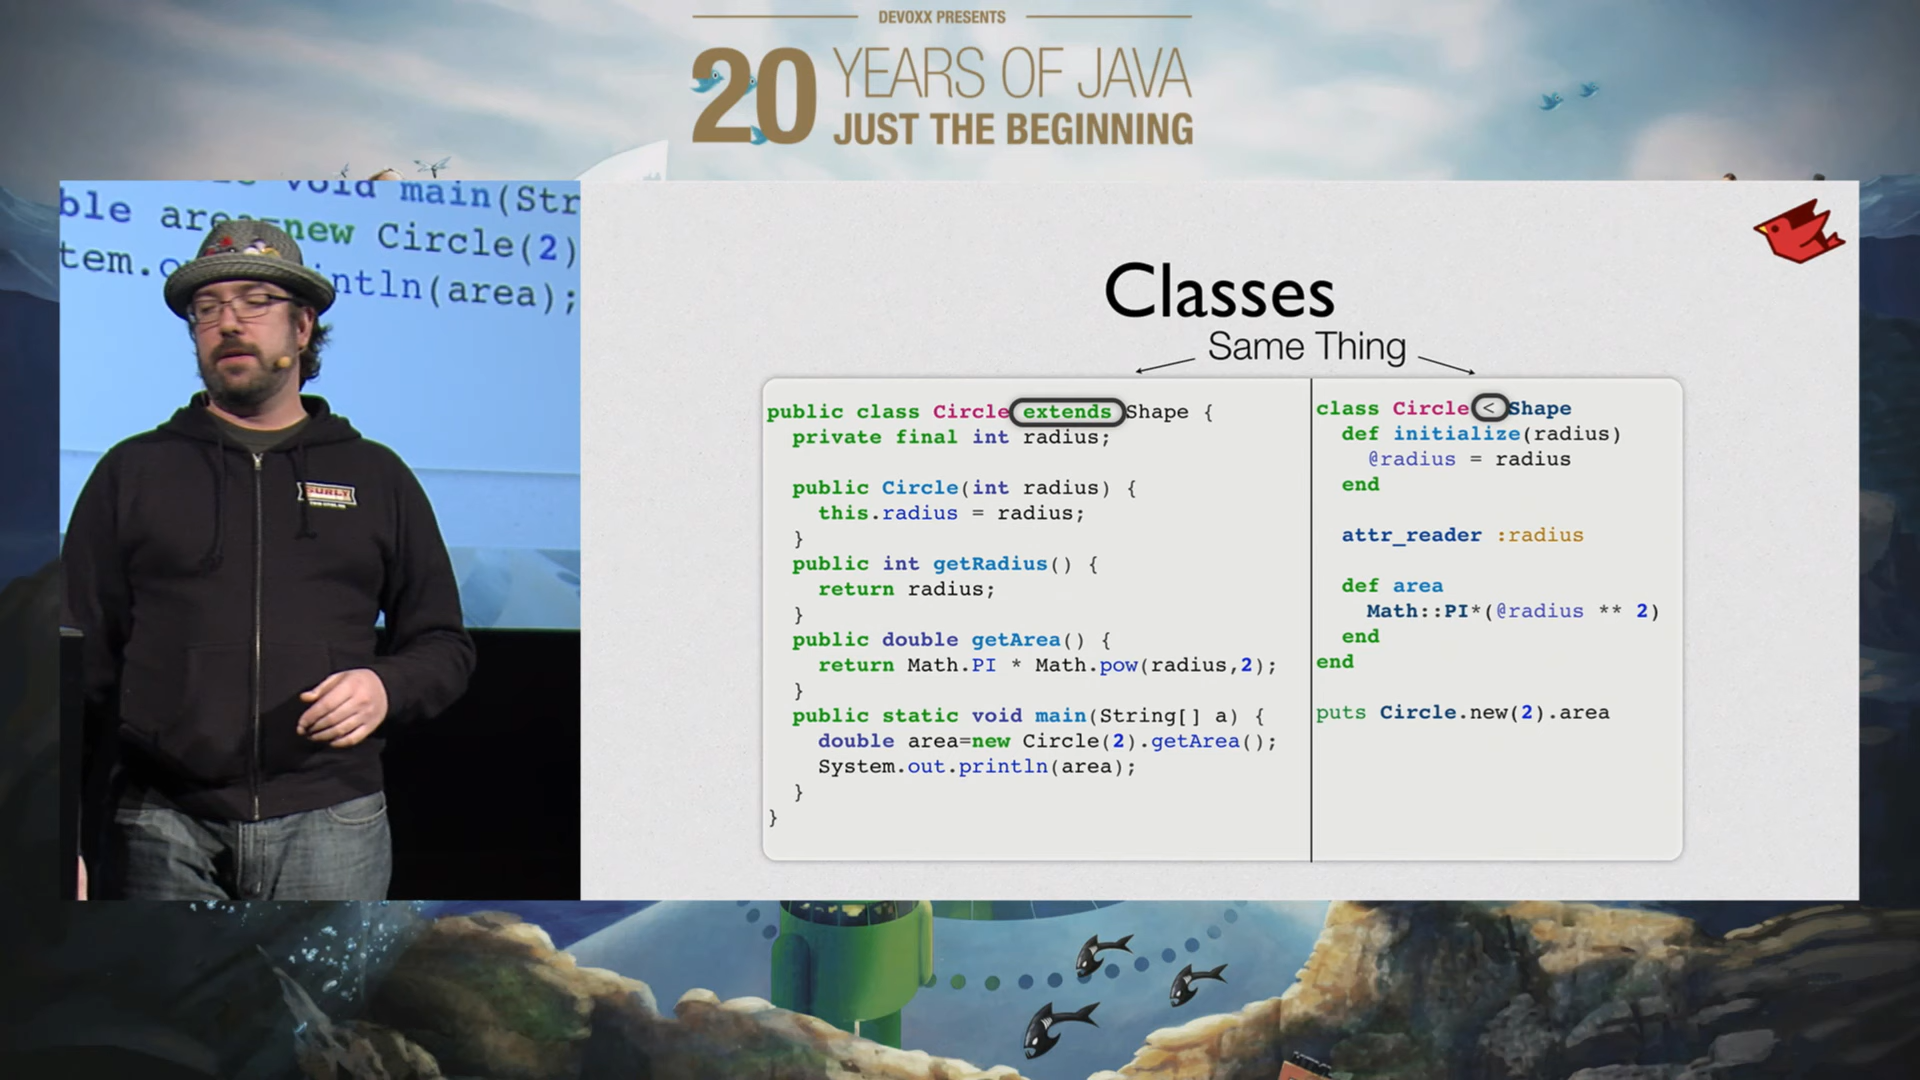 DEVOXX PRESENTS
20 YEARS OF JAVA
JUST THE BEGINNING
void main(Str
ble area=new Circle(2)
tem.o ntln(area);
SURLY
Classes
Same Thing
public class Circle extends Shape {
private final int radius;
public Circle(int radius) {
this.radius = radius;
}
public int getRadius() {
return radius;
}
public double getArea() {
return Math.PI * Math.pow(radius,2);
}
public static void main(String[] a) {
double area=new Circle(2).getArea();
System.out.println(area);
}
}
class Circle < Shape
def initialize(radius)
@radius = radius
end
attr_reader :radius
def area
Math::PI*(@radius ** 2)
end
end
puts Circle.new(2).area